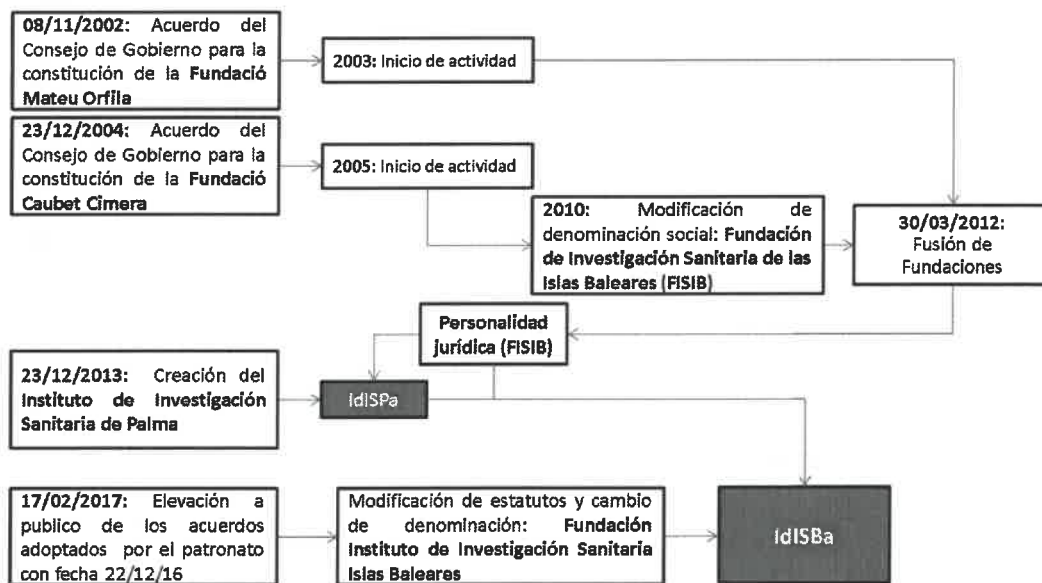 08/11/2002: Acuerdo del
Consejo de Gobierno para la
constitución de la Fundació
Mateu Orfila
2003: Inicio de actividad
23/12/2004: Acuerdo del
Consejo de Gobierno para la
constitución de la Fundació
Caubet Cimera
2005: Inicio de actividad
2010: Modificación de
denominación social: Fundación
de Investigación Sanitaria de las
Islas Baleares (FISIB)
30/03/2012:
Fusión de
Fundaciones
Personalidad
jurídica (FISIB)
23/12/2013: Creación del
Instituto de Investigación
Sanitaria de Palma
IdISPa
17/02/2017: Elevación a
publico de los acuerdos
adoptados por el patronato
con fecha 22/12/16
Modificación de estatutos y cambio
de denominación: Fundación
Instituto de Investigación Sanitaria
Islas Baleares
IdISBa